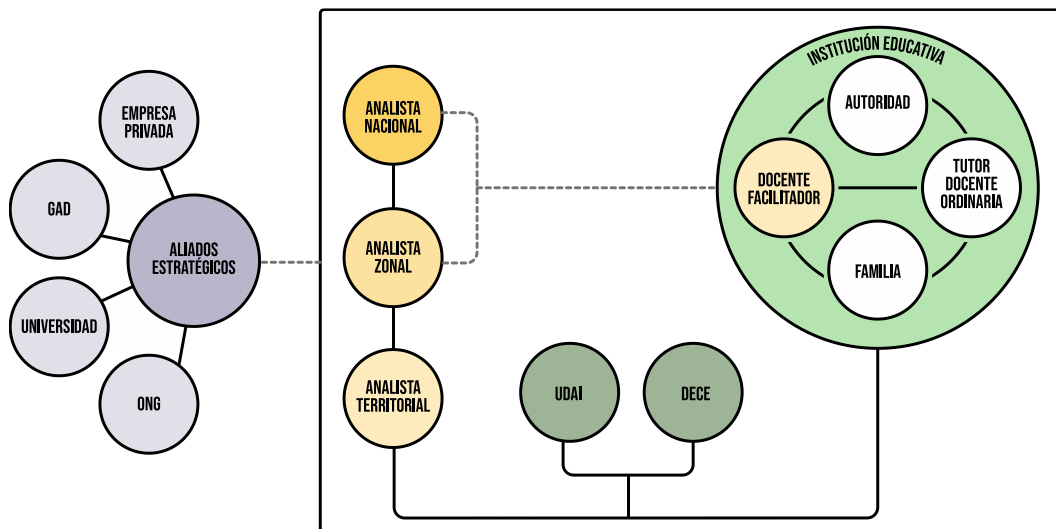 EMPRESA
PRIVADA
GAD
ALIADOS
ESTRATÉGICOS
UNIVERSIDAD
ONG
ANALISTA
NACIONAL
ANALISTA
ZONAL
ANALISTA
TERRITORIAL
UDAI
DECE
INSTITUCIÓN EDUCATIVA
AUTORIDAD
DOCENTE
FACILITADOR
TUTOR
DOCENTE
ORDINARIA
FAMILIA